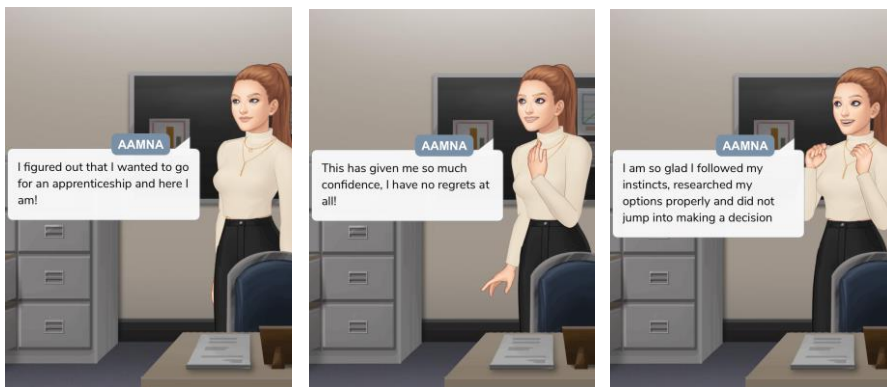 AAMNA
I figured out that I wanted to go
for an apprenticeship and here I
am!
AAMNA
This has given me so much
confidence, I have no regrets at
all!
AAMNA
I am so glad I followed my
instincts, researched my
options properly and did not
jump into making a decision